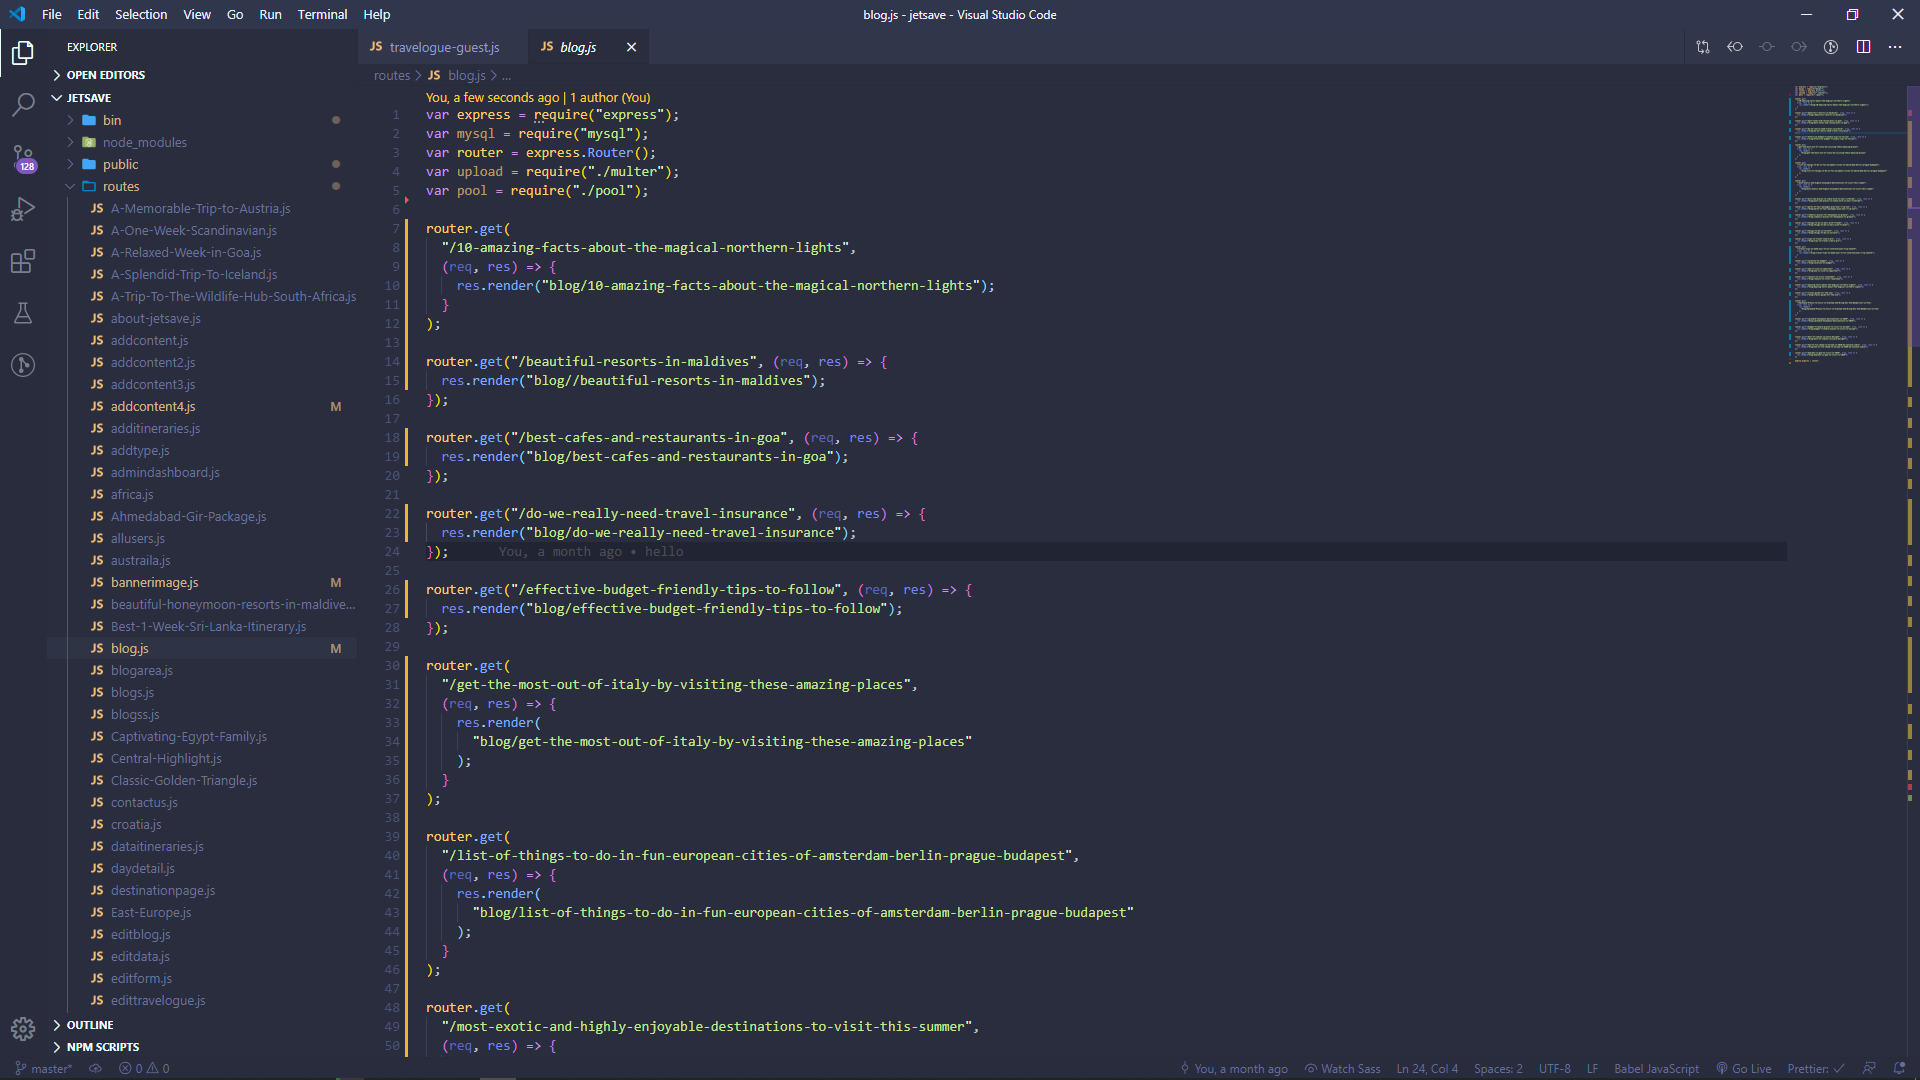 File Edit Selection View Go Run Terminal Help
blog.js - jetsave - Visual Studio Code
EXPLORER
OPEN EDITORS
JETSAVE
bin
node_modules
public
routes
JS A-Memorable-Trip-to-Austria.js
JS A-One-Week-Scandinavian.js
JS A-Relaxed-Week-in-Goa.js
JS A-Splendid-Trip-To-Iceland.js
JS A-Trip-To-The-Wildlife-Hub-South-Africa.js
JS about-jetsave.js
JS addcontent.js
JS addcontent2.js
JS addcontent3.js
JS addcontent4.js M
JS additineraries.js
JS addtype.js
JS admindashboard.js
JS africa.js
JS Ahmedabad-Gir-Package.js
JS allusers.js
JS austraila.js
JS bannerimage.js M
JS beautiful-honeymoon-resorts-in-maldive...
JS Best-1-Week-Sri-Lanka-Itinerary.js
JS blog.js M
JS blogarea.js
JS blogs.js
JS blogss.js
JS Captivating-Egypt-Family.js
JS Central-Highlight.js
JS Classic-Golden-Triangle.js
JS contactus.js
JS croatia.js
JS dataitineraries.js
JS daydetail.js
JS destinationpage.js
JS East-Europe.js
JS editblog.js
JS editdata.js
JS editform.js
JS edittravelogue.js
OUTLINE
NPM SCRIPTS
128
JS travelogue-guest.js
JS blog.js
routes > JS blog.js > ...
You, a few seconds ago | 1 author (You)
1 var express = require("express");
2 var mysql = require("mysql");
3 var router = express.Router();
4 var upload = require("./multer");
5 var pool = require("./pool");
6
7 router.get(
8 "/10-amazing-facts-about-the-magical-northern-lights",
9 (req, res) => {
10 res.render("blog/10-amazing-facts-about-the-magical-northern-lights");
11 }
12 );
13
14 router.get("/beautiful-resorts-in-maldives", (req, res) => {
15 res.render("blog//beautiful-resorts-in-maldives");
16 });
17
18 router.get("/best-cafes-and-restaurants-in-goa", (req, res) => {
19 res.render("blog/best-cafes-and-restaurants-in-goa");
20 });
21
22 router.get("/do-we-really-need-travel-insurance", (req, res) => {
23 res.render("blog/do-we-really-need-travel-insurance");
24 }); You, a month ago • hello
25
26 router.get("/effective-budget-friendly-tips-to-follow", (req, res) => {
27 res.render("blog/effective-budget-friendly-tips-to-follow");
28 });
29
30 router.get(
31 "/get-the-most-out-of-italy-by-visiting-these-amazing-places",
32 (req, res) => {
33 res.render(
34 "blog/get-the-most-out-of-italy-by-visiting-these-amazing-places"
35 );
36 }
37 );
38
39 router.get(
40 "/list-of-things-to-do-in-fun-european-cities-of-amsterdam-berlin-prague-budapest",
41 (req, res) => {
42 res.render(
43 "blog/list-of-things-to-do-in-fun-european-cities-of-amsterdam-berlin-prague-budapest"
44 );
45 }
46 );
47
48 router.get(
49 "/most-exotic-and-highly-enjoyable-destinations-to-visit-this-summer",
50 (req, res) => {
master* 0 0
You, a month ago Watch Sass Ln 24, Col 4 Spaces: 2 UTF-8 LF Babel JavaScript Go Live Prettier: ✓